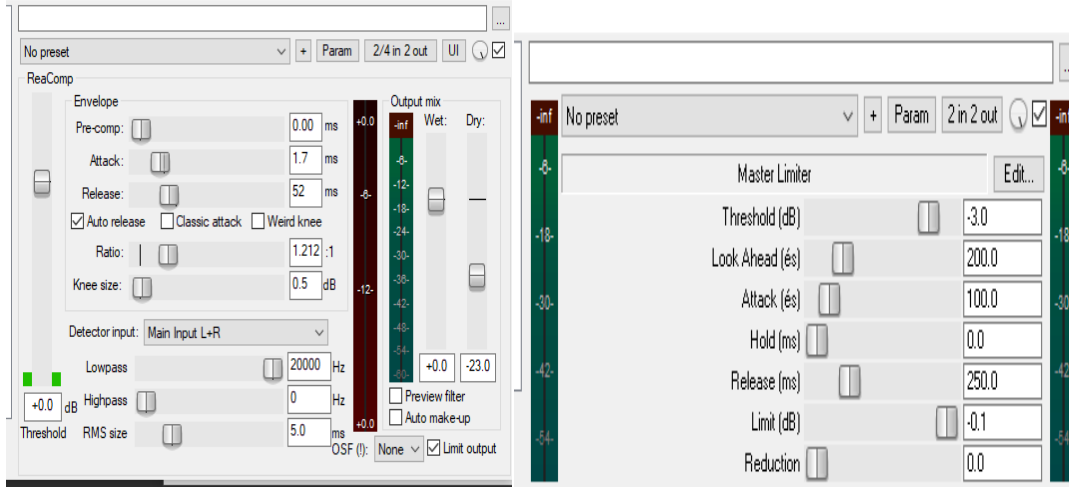 ...
No preset
+
Param
2/4 in 2 out
UI
ReaComp
Envelope
Pre-comp: 0.00 ms
Attack: 1.7 ms
Release: 52 ms
Auto release Classic attack Weird knee
Ratio: 1.212 :1
Knee size: 0.5 dB
Detector input: Main Input L+R
Lowpass 20000 Hz
Highpass 0 Hz
RMS size 5.0 ms
+0.0 dB
Threshold
+0.0
-6-
-12-
+0.0
Output mix
Wet: Dry:
-inf
-6-
-12-
-18-
-24-
-30-
-36-
-42-
-48-
-54-
-60-
+0.0 -23.0
Preview filter
Auto make-up
OSF (!): None Limit output
-inf
-6-
-18-
-30-
-42-
-54-
No preset
+
Param
2 in 2 out
Master Limiter
Edit...
Threshold (dB) -3.0
Look Ahead (és) 200.0
Attack (és) 100.0
Hold (ms) 0.0
Release (ms) 250.0
Limit (dB) -0.1
Reduction 0.0